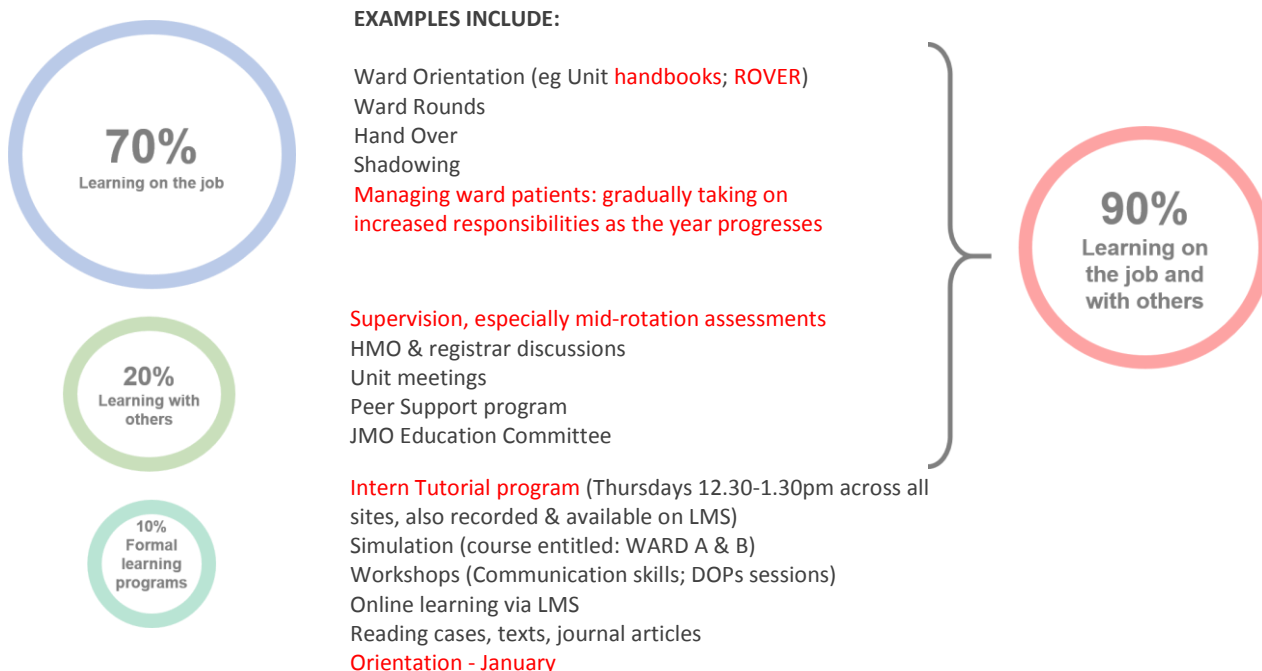 EXAMPLES INCLUDE:
70%
Learning on the job
Ward Orientation (eg Unit handbooks; ROVER)
Ward Rounds
Hand Over
Shadowing
Managing ward patients: gradually taking on
increased responsibilities as the year progresses
20%
Learning with
others
Supervision, especially mid-rotation assessments
HMO & registrar discussions
Unit meetings
Peer Support program
JMO Education Committee
90%
Learning on
the job and
with others
10%
Formal
learning
programs
Intern Tutorial program (Thursdays 12.30-1.30pm across all
sites, also recorded & available on LMS)
Simulation (course entitled: WARD A & B)
Workshops (Communication skills; DOPs sessions)
Online learning via LMS
Reading cases, texts, journal articles
Orientation - January